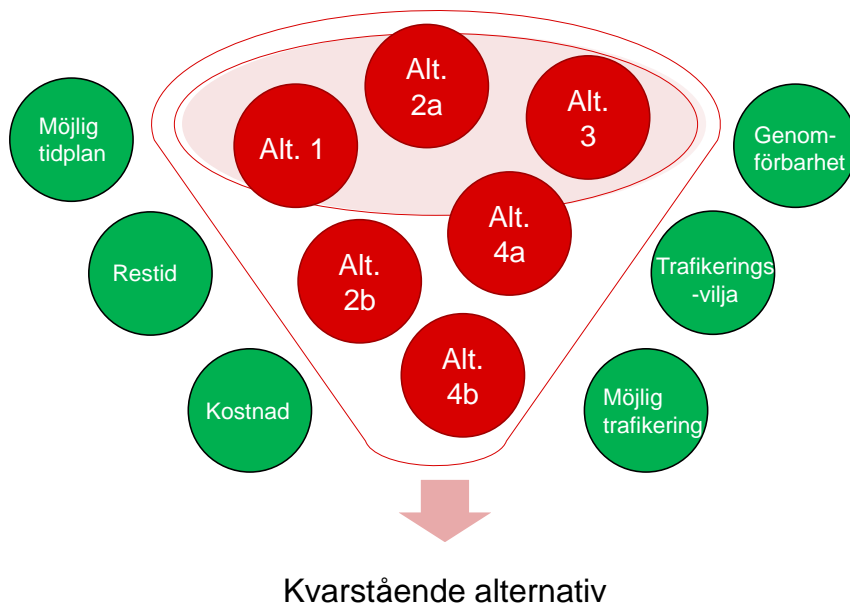 Alt.
2a
Alt.
3
Alt. 1
Möjlig
tidplan
Genom-
förbarhet
Alt.
4a
Alt.
2b
Restid
Trafikerings
-vilja
Alt.
4b
Kostnad
Möjlig
trafikering
Kvarstående alternativ